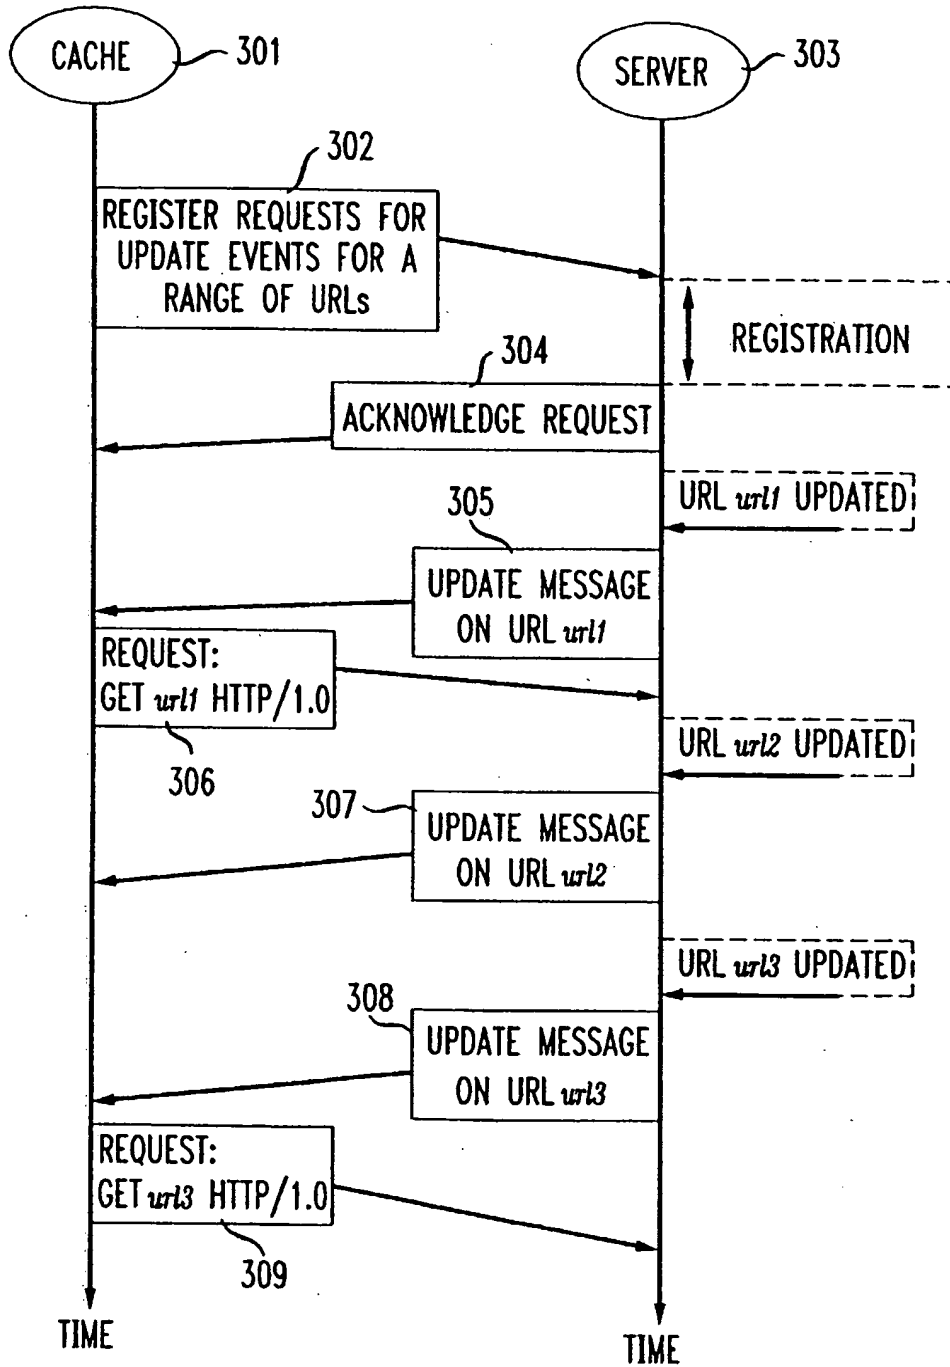 CACHE
301
SERVER
303
302
REGISTER REQUESTS FOR
UPDATE EVENTS FOR A
RANGE OF URLs
REGISTRATION
304
ACKNOWLEDGE REQUEST
URL url1 UPDATED
305
UPDATE MESSAGE
ON URL url1
REQUEST:
GET url1 HTTP/1.0
306
URL url2 UPDATED
307
UPDATE MESSAGE
ON URL url2
URL url3 UPDATED
308
UPDATE MESSAGE
ON URL url3
REQUEST:
GET url3 HTTP/1.0
309
TIME
TIME